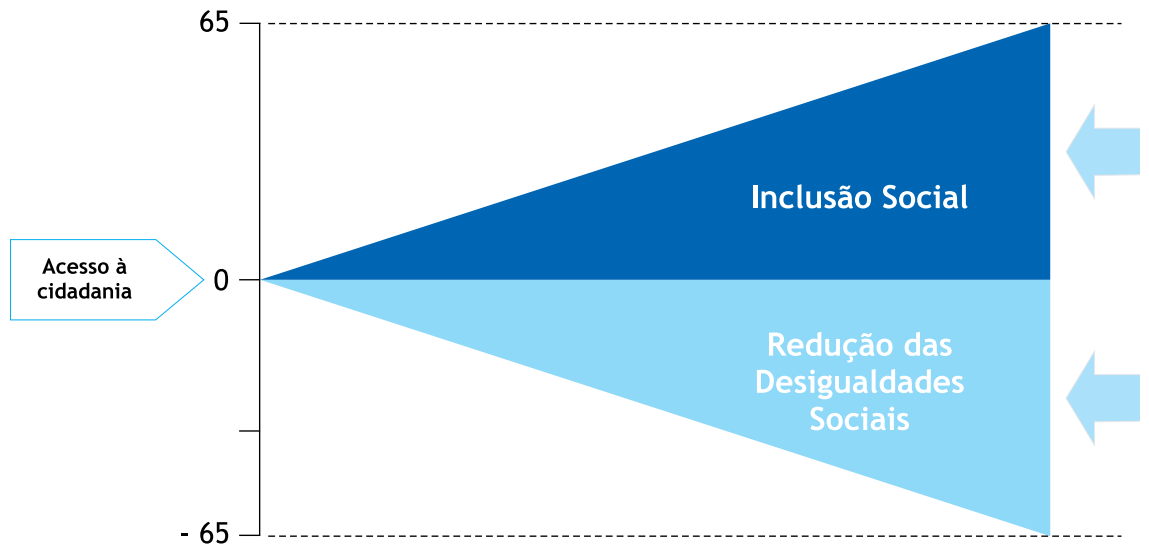 65
Inclusão Social
Acesso à
cidadania
0
Redução das
Desigualdades
Sociais
- 65